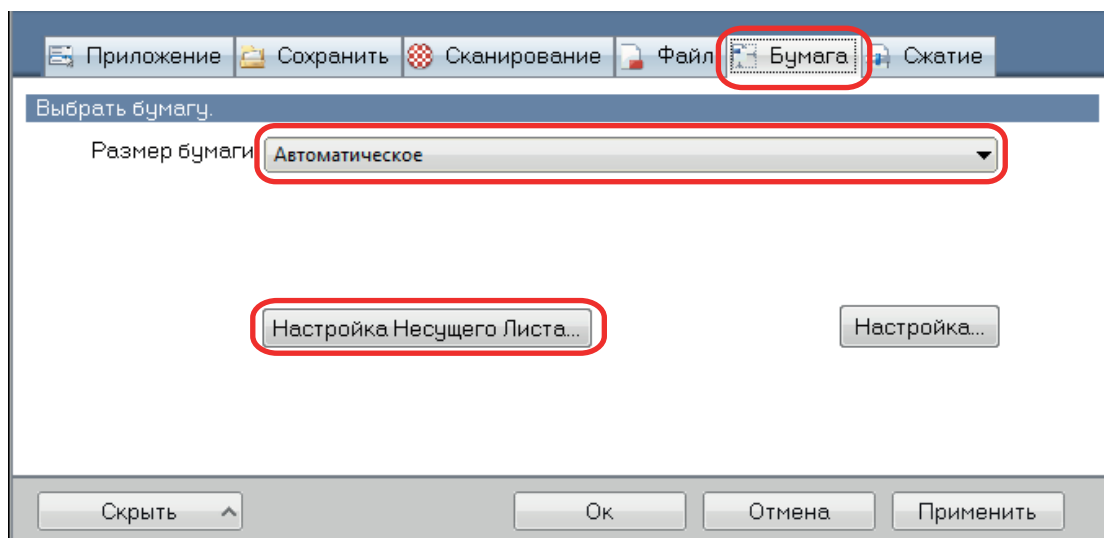 Приложение Сохранить Сканирование Файл Бумага Сжатие
Выбрать бумагу.
Размер бумаги Автоматическое
Настройка Несущего Листа... Настройка...
Скрыть Ок Отмена Применить